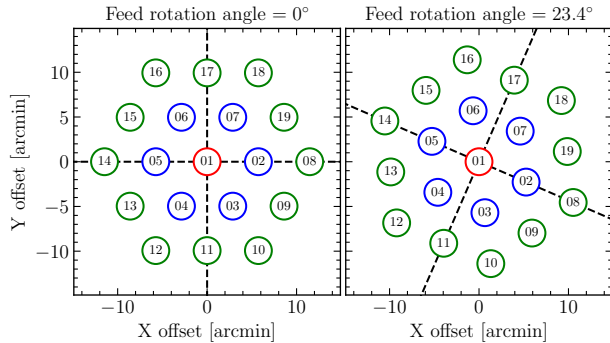 Feed rotation angle = 0°
Feed rotation angle = 23.4°
Y offset [arcmin]
10
5
0
−5
−10
16 17 18
15 06 07 19
14 05 01 02 08
13 04 03 09
12 11 10
−10 0 10
X offset [arcmin]
16
17
15 18
06
14 07
05 19
01
13 02
04 08
03
12 09
11
10
−10 0 10
X offset [arcmin]